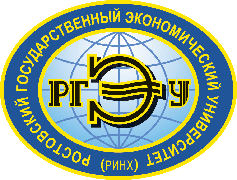 РОСТОВСКИЙ ГОСУДАРСТВЕННЫЙ ЭКОНОМИЧЕСКИЙ УНИВЕРСИТЕТ
(РИНХ)
РГЭУ